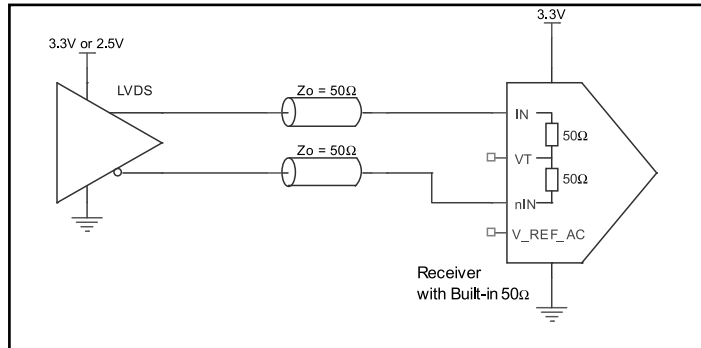 3.3V
3.3V or 2.5V
LVDS
Zo = 50Ω
IN
50Ω
Zo = 50Ω
VT
50Ω
nIN
V_REF_AC
Receiver
with Built-in 50Ω